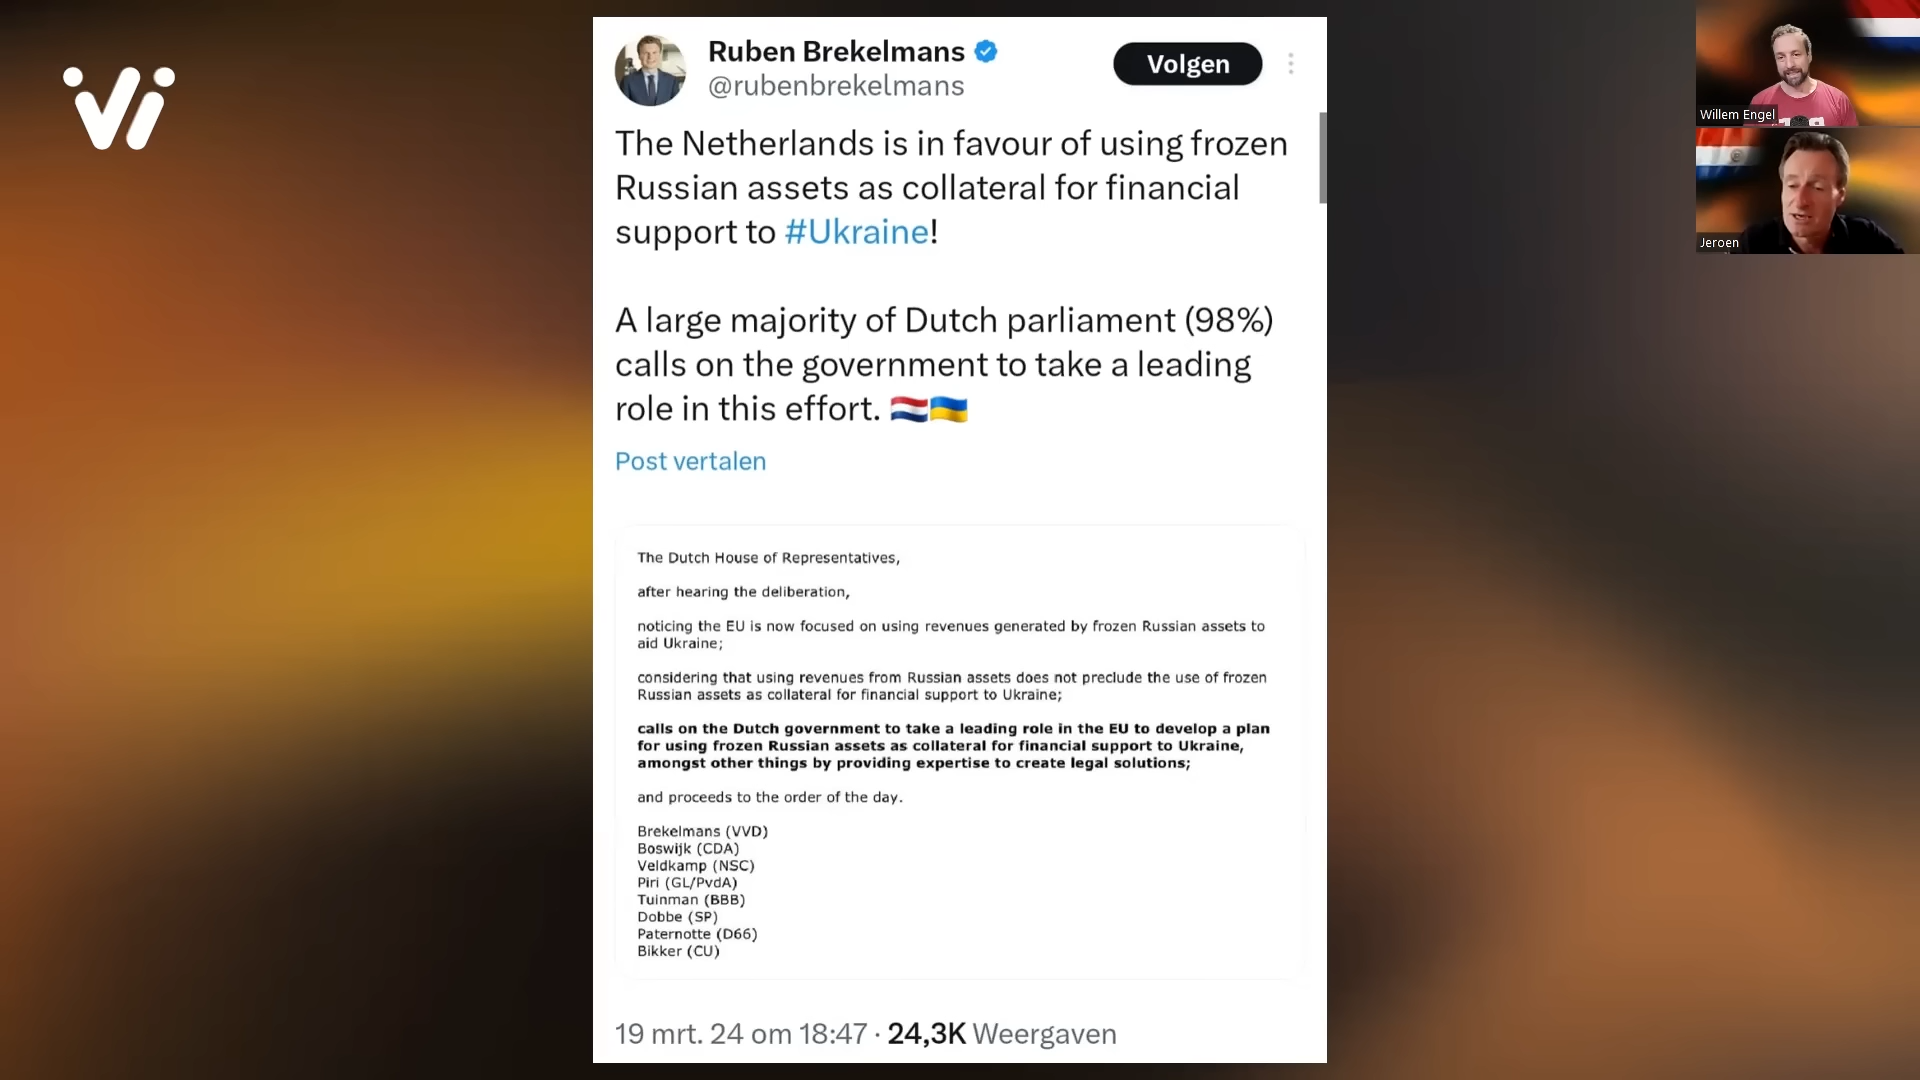 Vi
Ruben Brekelmans
@rubenbrekelmans
Volgen
The Netherlands is in favour of using frozen
Russian assets as collateral for financial
support to #Ukraine!
A large majority of Dutch parliament (98%)
calls on the government to take a leading
role in this effort. 🇳🇱🇺🇦
Post vertalen
The Dutch House of Representatives,
after hearing the deliberation,
noticing the EU is now focused on using revenues generated by frozen Russian assets to
aid Ukraine;
considering that using revenues from Russian assets does not preclude the use of frozen
Russian assets as collateral for financial support to Ukraine;
calls on the Dutch government to take a leading role in the EU to develop a plan
for using frozen Russian assets as collateral for financial support to Ukraine,
amongst other things by providing expertise to create legal solutions;
and proceeds to the order of the day.
Brekelmans (VVD)
Boswijk (CDA)
Veldkamp (NSC)
Piri (GL/PvdA)
Tuinman (BBB)
Dobbe (SP)
Paternotte (D66)
Bikker (CU)
19 mrt. 24 om 18:47 · 24,3K Weergaven
Willem Engel
Jeroen